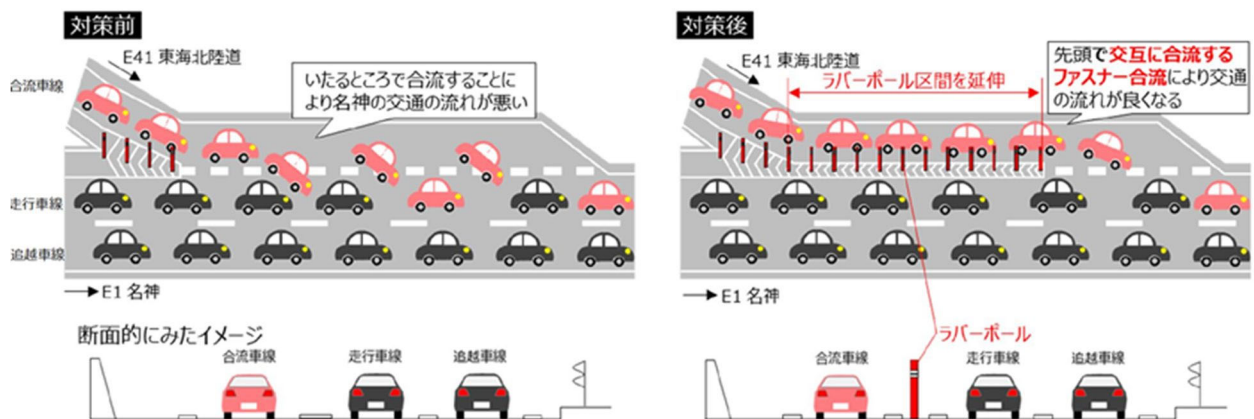 対策前
E41 東海北陸道
合流車線
いたるところで合流することに
より名神の交通の流れが悪い
走行車線
追越車線
E1 名神
断面的にみたイメージ
合流車線
走行車線
追越車線
対策後
E41 東海北陸道
ラバーポール区間を延伸
先頭で交互に合流する
ファスナー合流により交通
の流れが良くなる
E1 名神
ラバーポール
合流車線
走行車線
追越車線